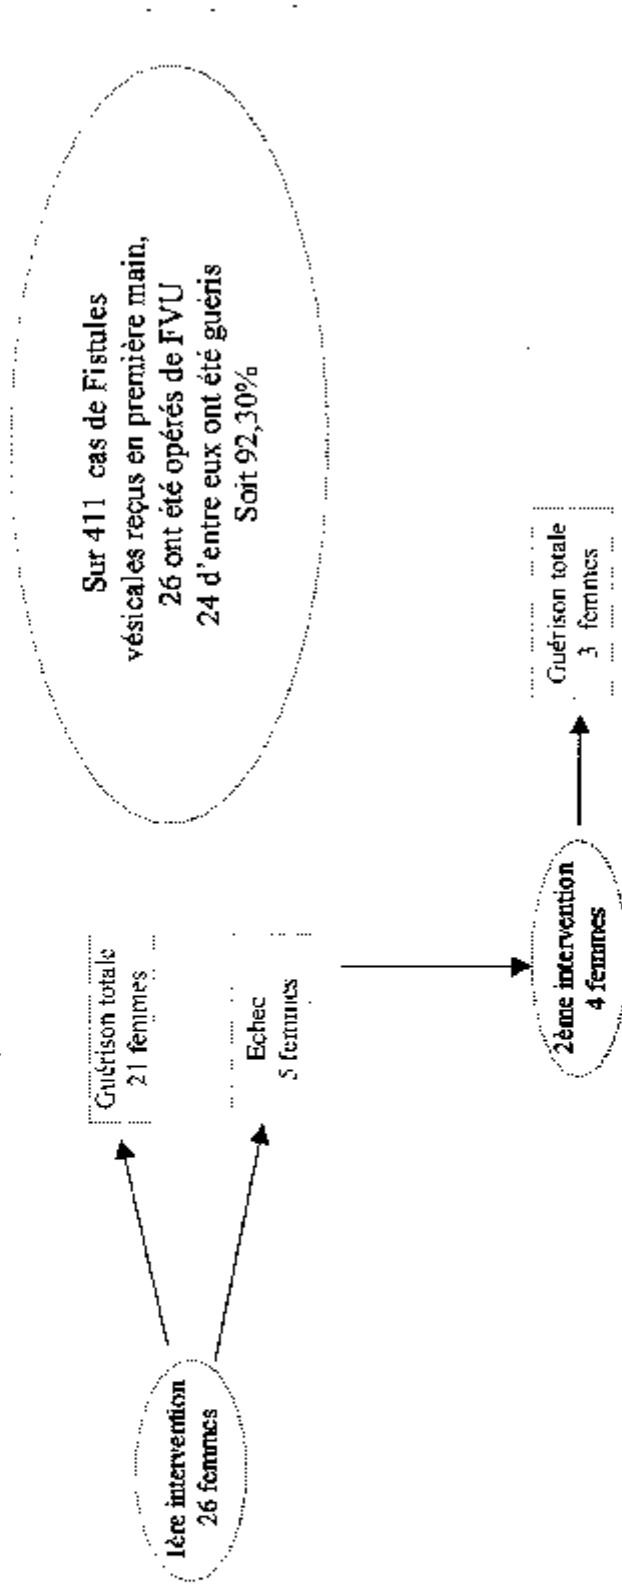 Sur 411 cas de Fistules
vésicales reçus en première main,
26 ont été opérés de FVU
24 d'entre eux ont été guéris
Soit 92,30%
Guérison totale
21 femmes
1ère intervention
26 femmes
Echec
5 femmes
2ème intervention
4 femmes
Guérison totale
3 femmes